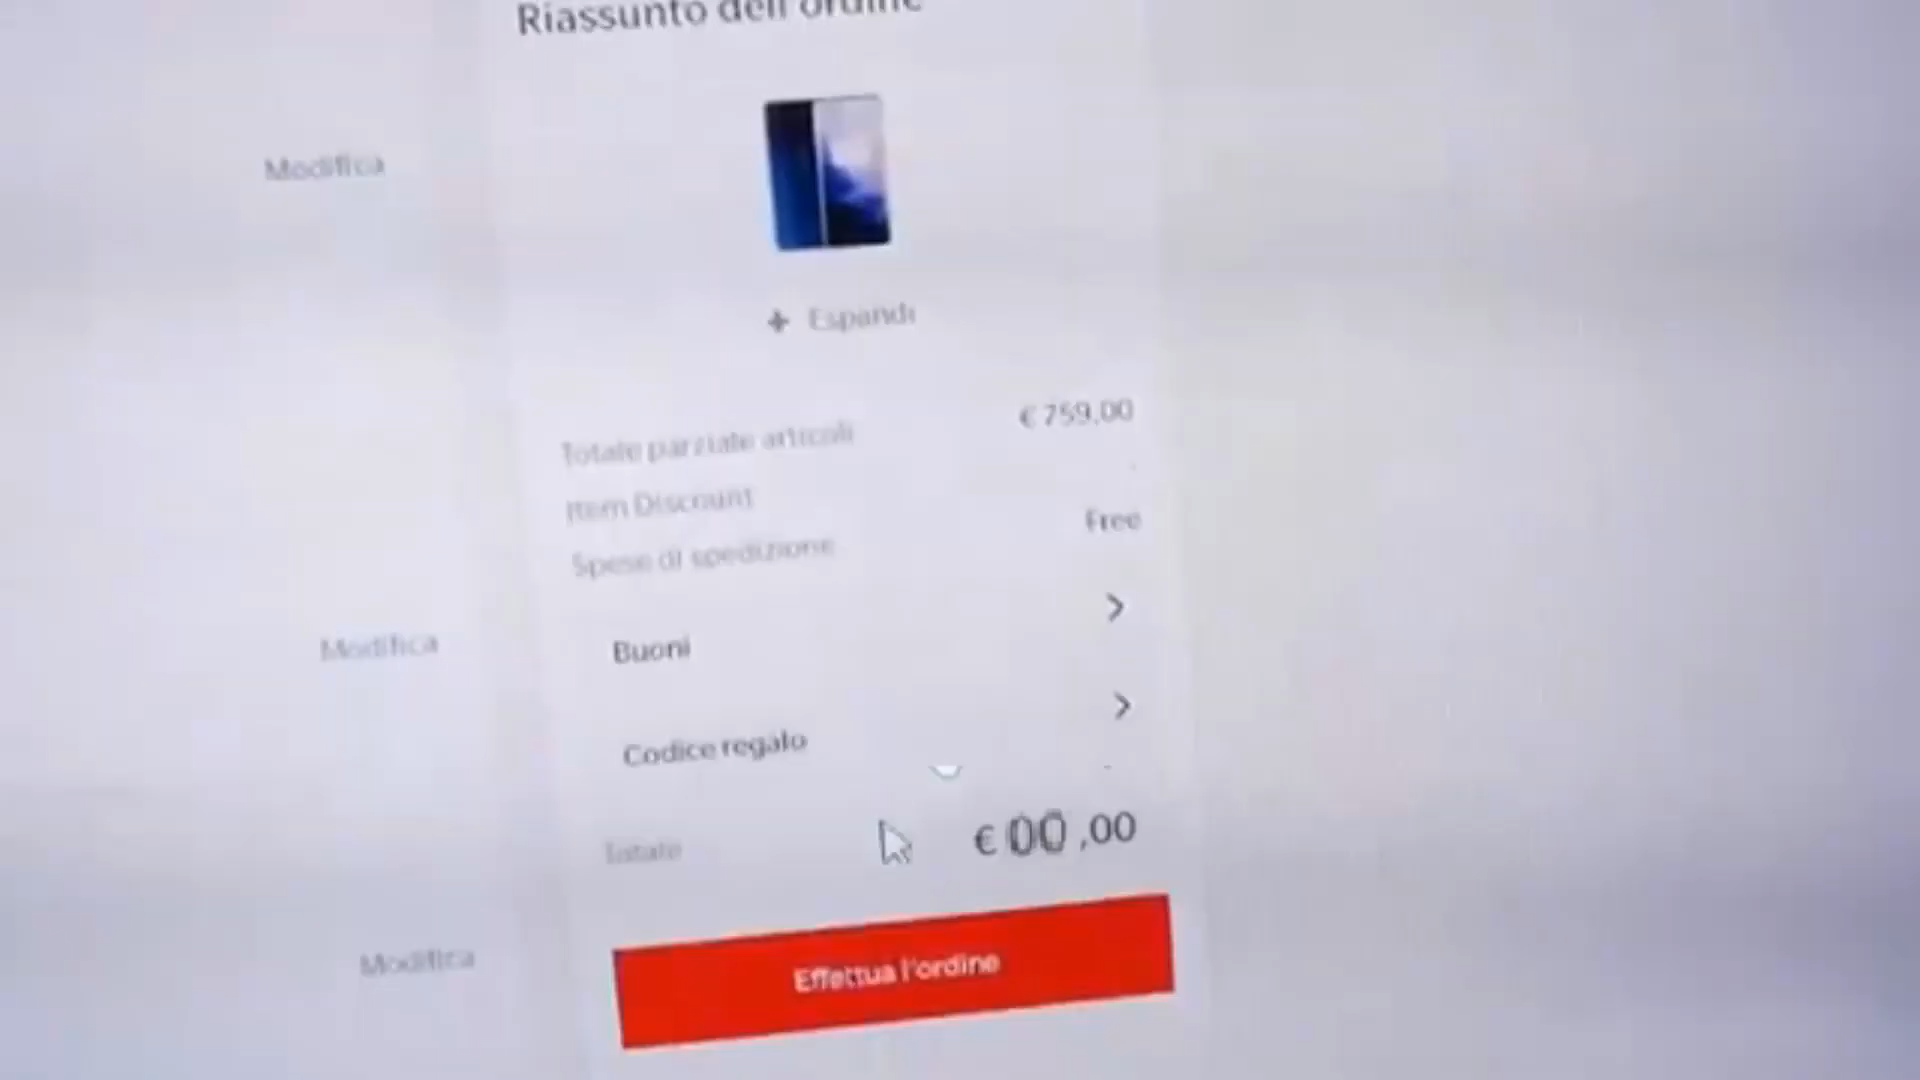 Riassunto dell'ordine
Modifica
+ Espandi
Totale parziale articoli € 759,00
Item Discount
Spese di spedizione Free
Modifica
Buoni
Codice regalo
Totale € 00,00
Modifica
Effettua l'ordine